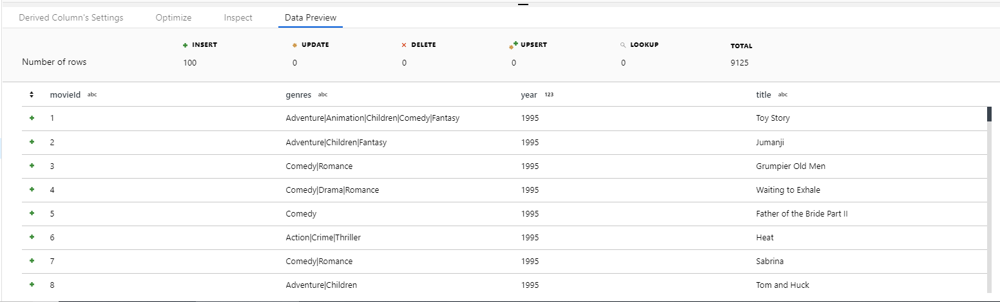 Derived Column's Settings Optimize Inspect Data Preview
INSERT UPDATE DELETE UPSERT LOOKUP TOTAL
Number of rows 100 0 0 0 0 9125
movieId abc genres abc year 123 title abc
1 Adventure|Animation|Children|Comedy|Fantasy 1995 Toy Story
2 Adventure|Children|Fantasy 1995 Jumanji
3 Comedy|Romance 1995 Grumpier Old Men
4 Comedy|Drama|Romance 1995 Waiting to Exhale
5 Comedy 1995 Father of the Bride Part II
6 Action|Crime|Thriller 1995 Heat
7 Comedy|Romance 1995 Sabrina
8 Adventure|Children 1995 Tom and Huck